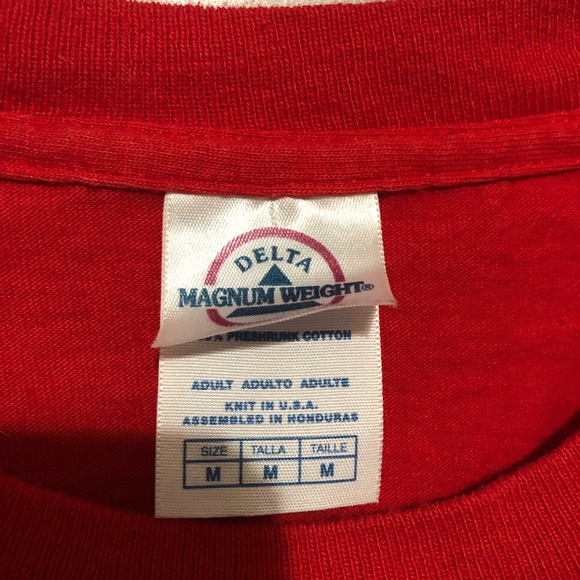 DELTA
MAGNUM WEIGHT®
% PRESHRUNK COTTON
ADULT ADULTO ADULTE
KNIT IN U.S.A.
ASSEMBLED IN HONDURAS
SIZE TALLA TAILLE
M M M